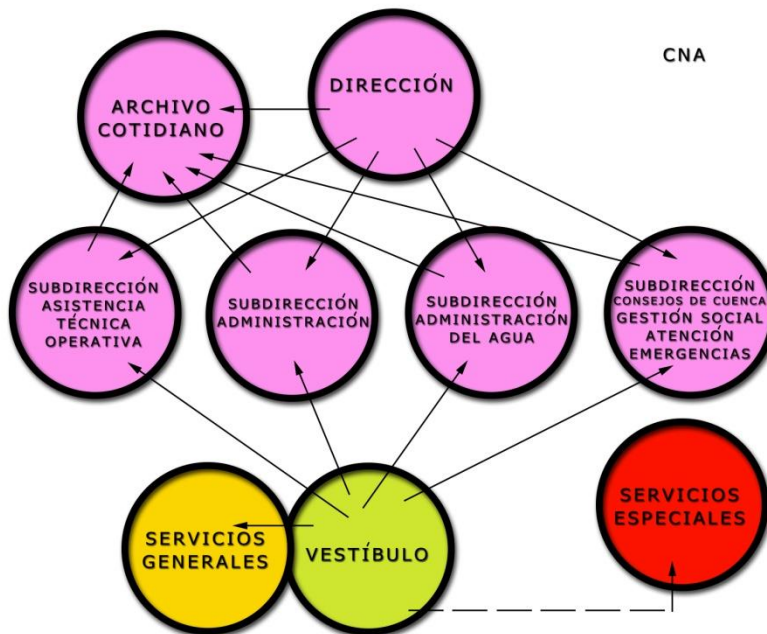 CNA
ARCHIVO
COTIDIANO
DIRECCIÓN
SUBDIRECCIÓN
ASISTENCIA
TÉCNICA
OPERATIVA
SUBDIRECCIÓN
ADMINISTRACIÓN
SUBDIRECCIÓN
ADMINISTRACIÓN
DEL AGUA
SUBDIRECCIÓN
CONSEJOS DE CUENCA
GESTIÓN SOCIAL
ATENCIÓN
EMERGENCIAS
SERVICIOS
GENERALES
VESTÍBULO
SERVICIOS
ESPECIALES